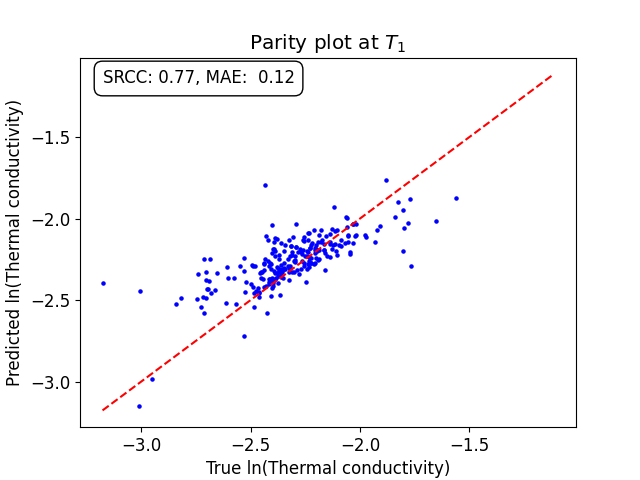 Parity plot at T₁
SRCC: 0.77, MAE:  0.12
Predicted ln(Thermal conductivity)
−1.5
−2.0
−2.5
−3.0
−3.0 −2.5 −2.0 −1.5
True ln(Thermal conductivity)